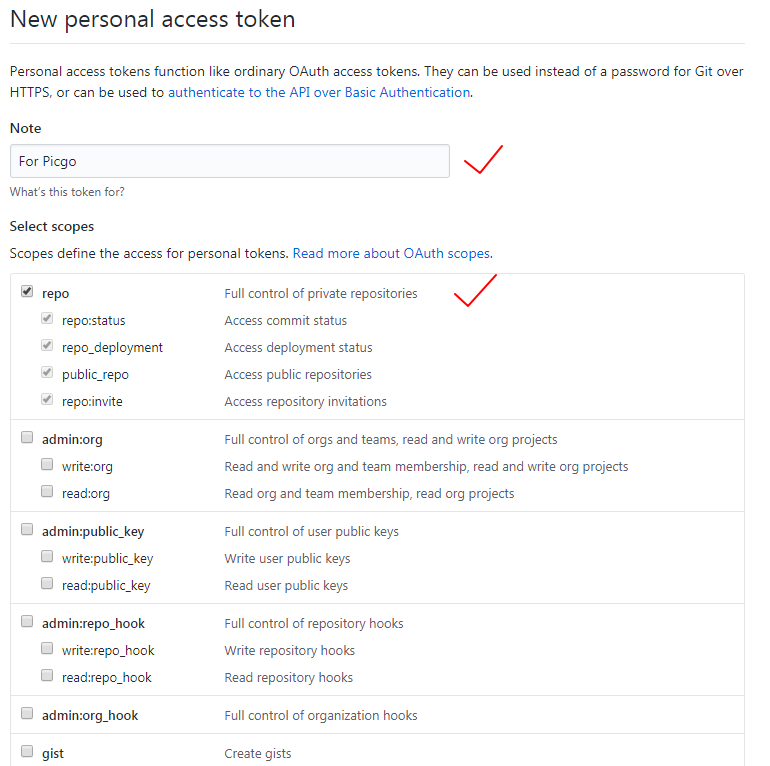 New personal access token
Personal access tokens function like ordinary OAuth access tokens. They can be used instead of a password for Git over
HTTPS, or can be used to authenticate to the API over Basic Authentication.
Note
For Picgo
What's this token for?
Select scopes
Scopes define the access for personal tokens. Read more about OAuth scopes.
repo Full control of private repositories
repo:status Access commit status
repo_deployment Access deployment status
public_repo Access public repositories
repo:invite Access repository invitations
admin:org Full control of orgs and teams, read and write org projects
write:org Read and write org and team membership, read and write org projects
read:org Read org and team membership, read org projects
admin:public_key Full control of user public keys
write:public_key Write user public keys
read:public_key Read user public keys
admin:repo_hook Full control of repository hooks
write:repo_hook Write repository hooks
read:repo_hook Read repository hooks
admin:org_hook Full control of organization hooks
gist Create gists